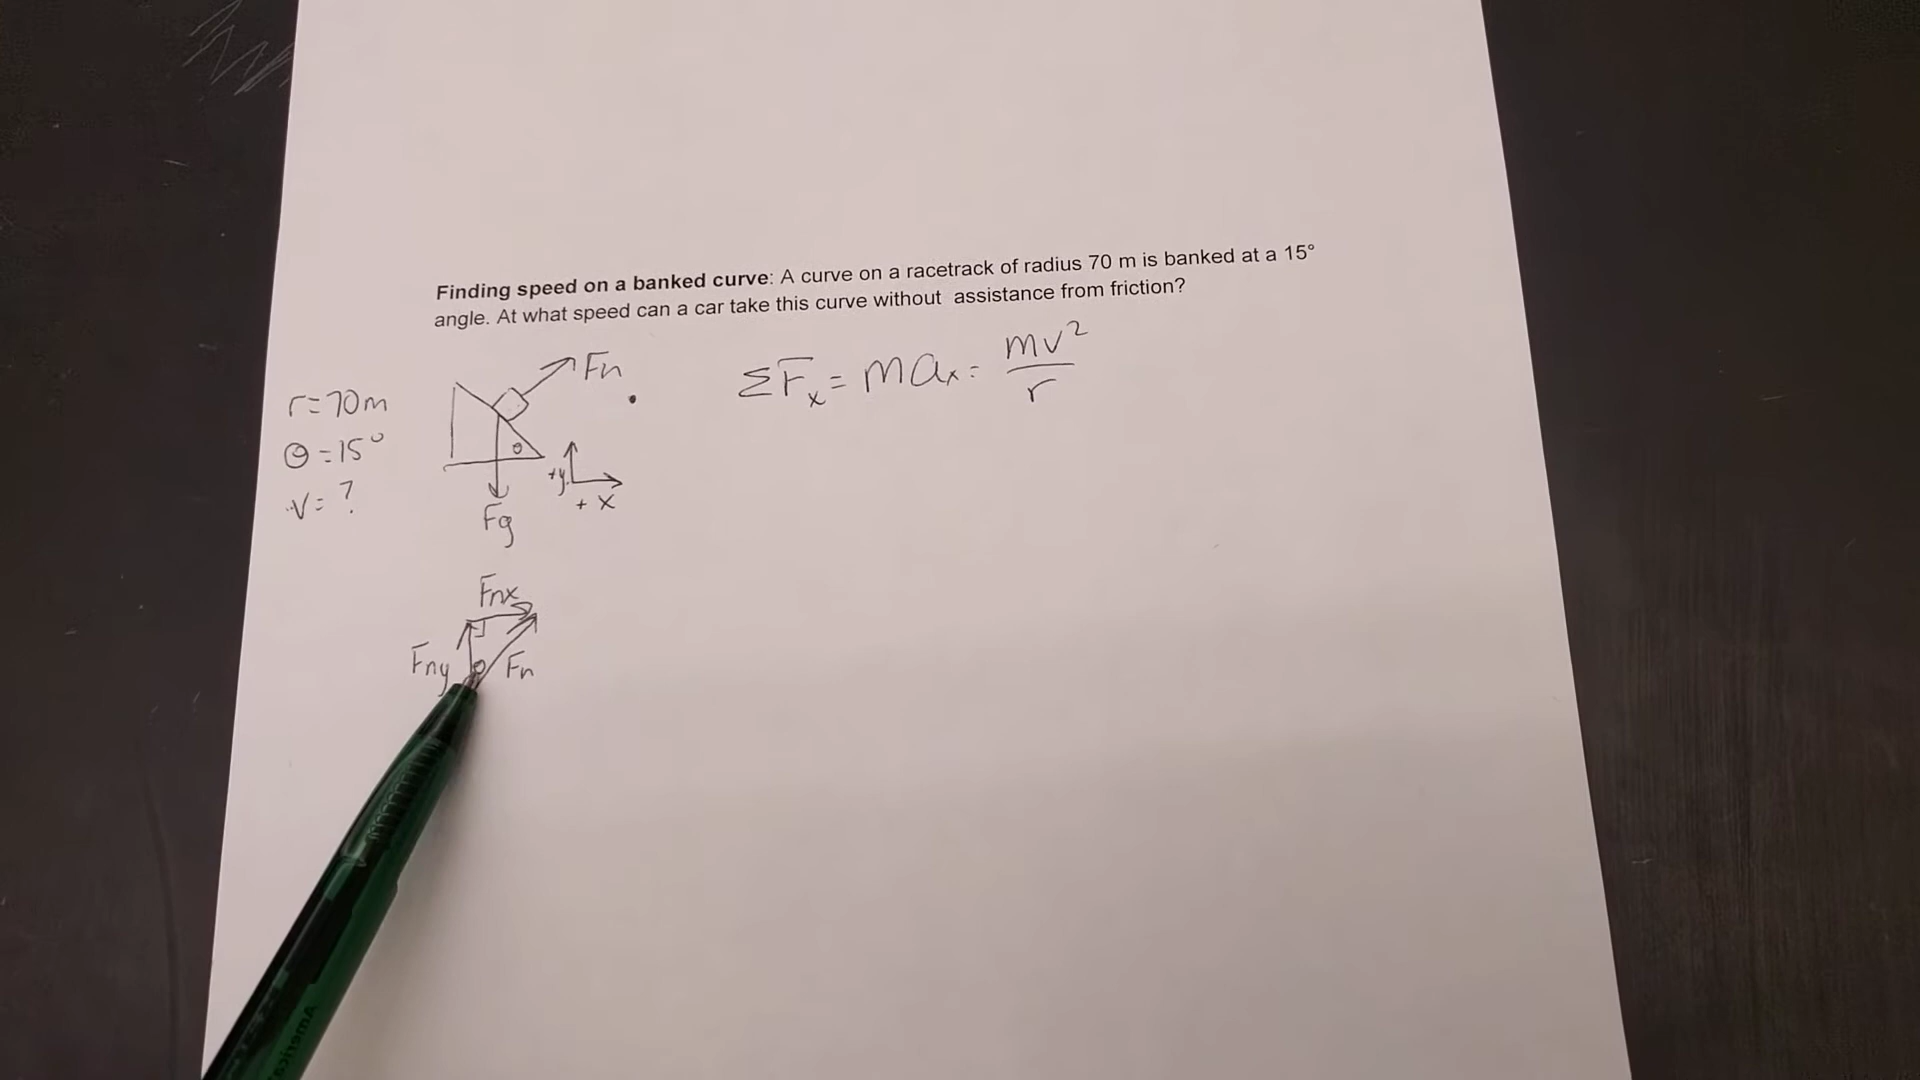 Finding speed on a banked curve: A curve on a racetrack of radius 70 m is banked at a 15°
angle. At what speed can a car take this curve without assistance from friction?
r=70m
θ=15°
v=?
Fn
θ
+y
+x
Fg
ΣFx = max = mv²/r
Fnx
Fny
θ
Fn